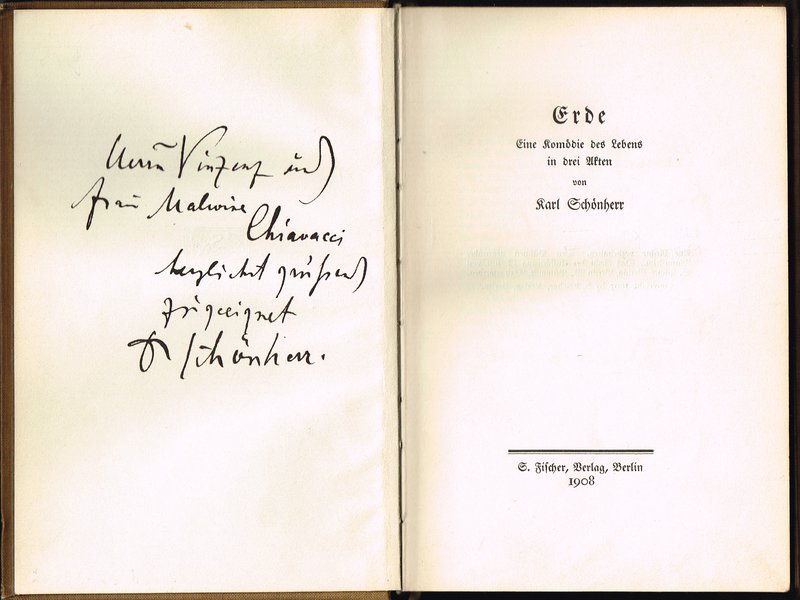 Herrn Vinzenz und
Frau Malwine
Chiavacci
herzlichst grüssend
zugeeignet
Dr Schönherr.
Erde
Eine Komödie des Lebens
in drei Akten
von
Karl Schönherr
S. Fischer, Verlag, Berlin
1908